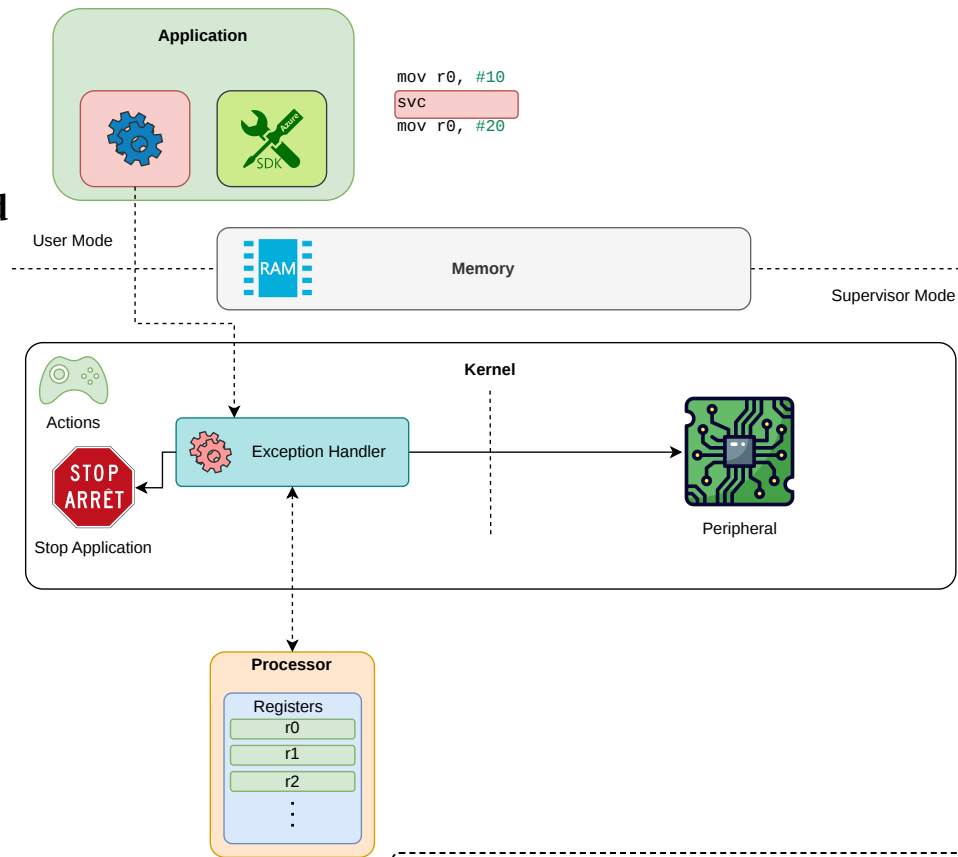 Application
mov r0, #10
svc
mov r0, #20
Azure
SDK
User Mode
RAM
Memory
Supervisor Mode
Kernel
Actions
Exception Handler
STOP
ARRÊT
Stop Application
Peripheral
Processor
Registers
r0
r1
r2